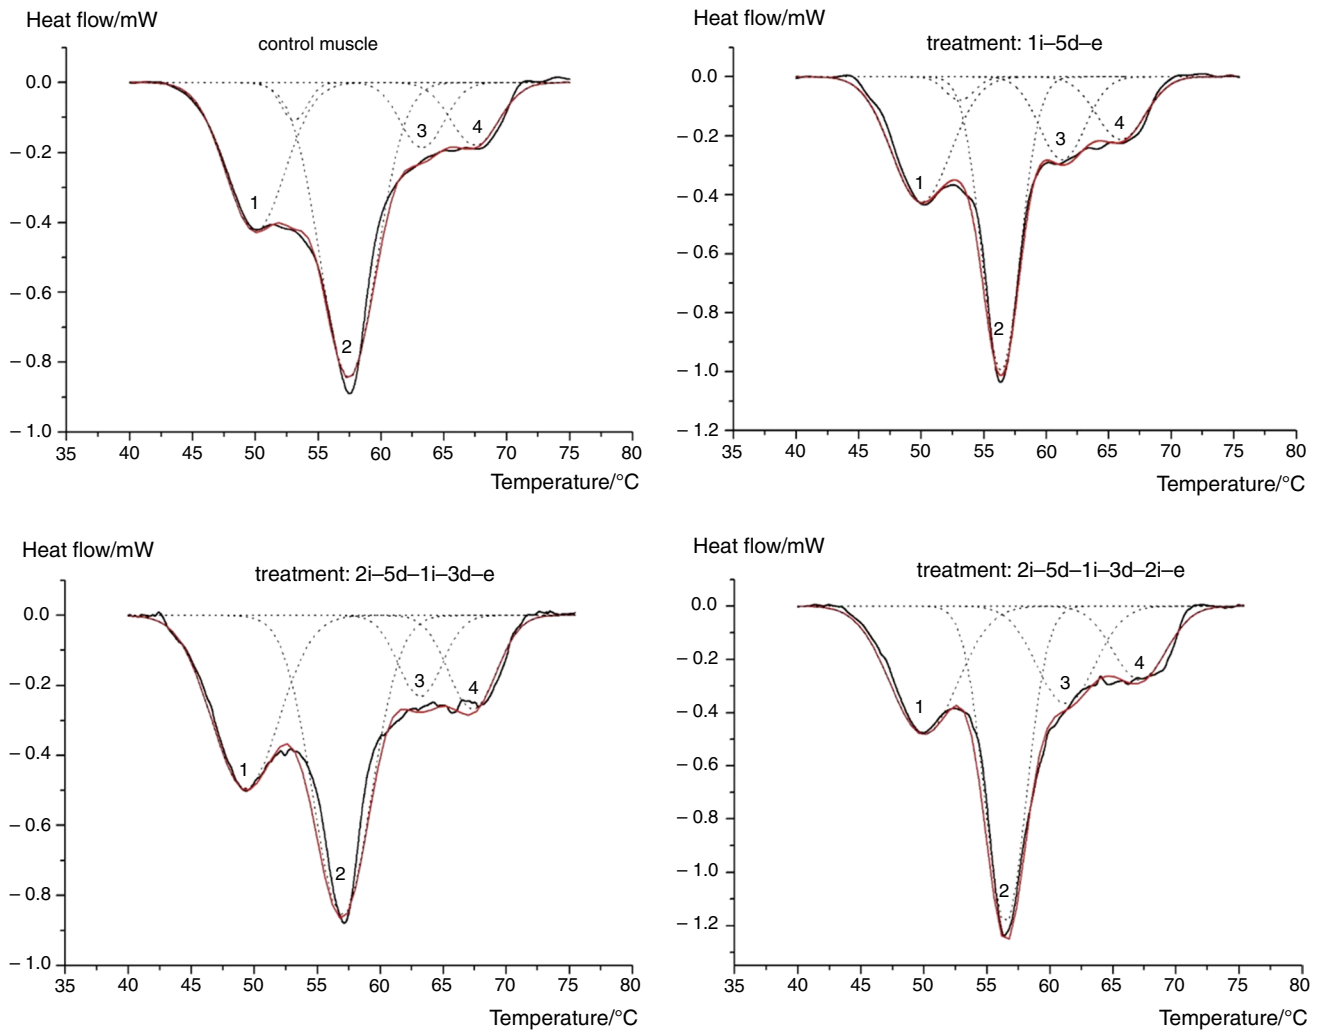 Heat flow/mW
control muscle
0.0
– 0.2
– 0.4
– 0.6
– 0.8
– 1.0
1
2
3
4
35 40 45 50 55 60 65 70 75 80
Temperature/°C
Heat flow/mW
treatment: 1i–5d–e
0.0
– 0.2
– 0.4
– 0.6
– 0.8
– 1.0
– 1.2
1
2
3
4
35 40 45 50 55 60 65 70 75 80
Temperature/°C
Heat flow/mW
treatment: 2i–5d–1i–3d–e
0.0
– 0.2
– 0.4
– 0.6
– 0.8
– 1.0
1
2
3
4
35 40 45 50 55 60 65 70 75 80
Temperature/°C
Heat flow/mW
treatment: 2i–5d–1i–3d–2i–e
0.0
– 0.2
– 0.4
– 0.6
– 0.8
– 1.0
– 1.2
1
2
3
4
35 40 45 50 55 60 65 70 75 80
Temperature/°C